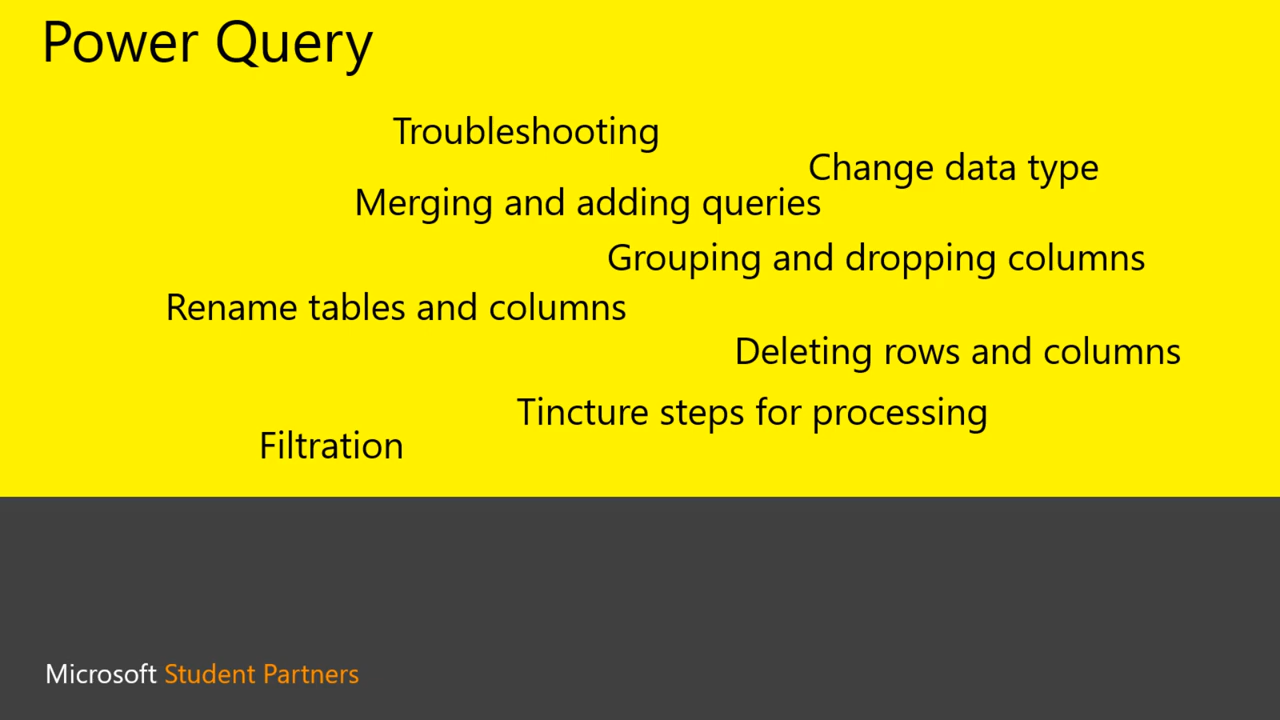 Power Query
Troubleshooting
Change data type
Merging and adding queries
Grouping and dropping columns
Rename tables and columns
Deleting rows and columns
Tincture steps for processing
Filtration
Microsoft Student Partners